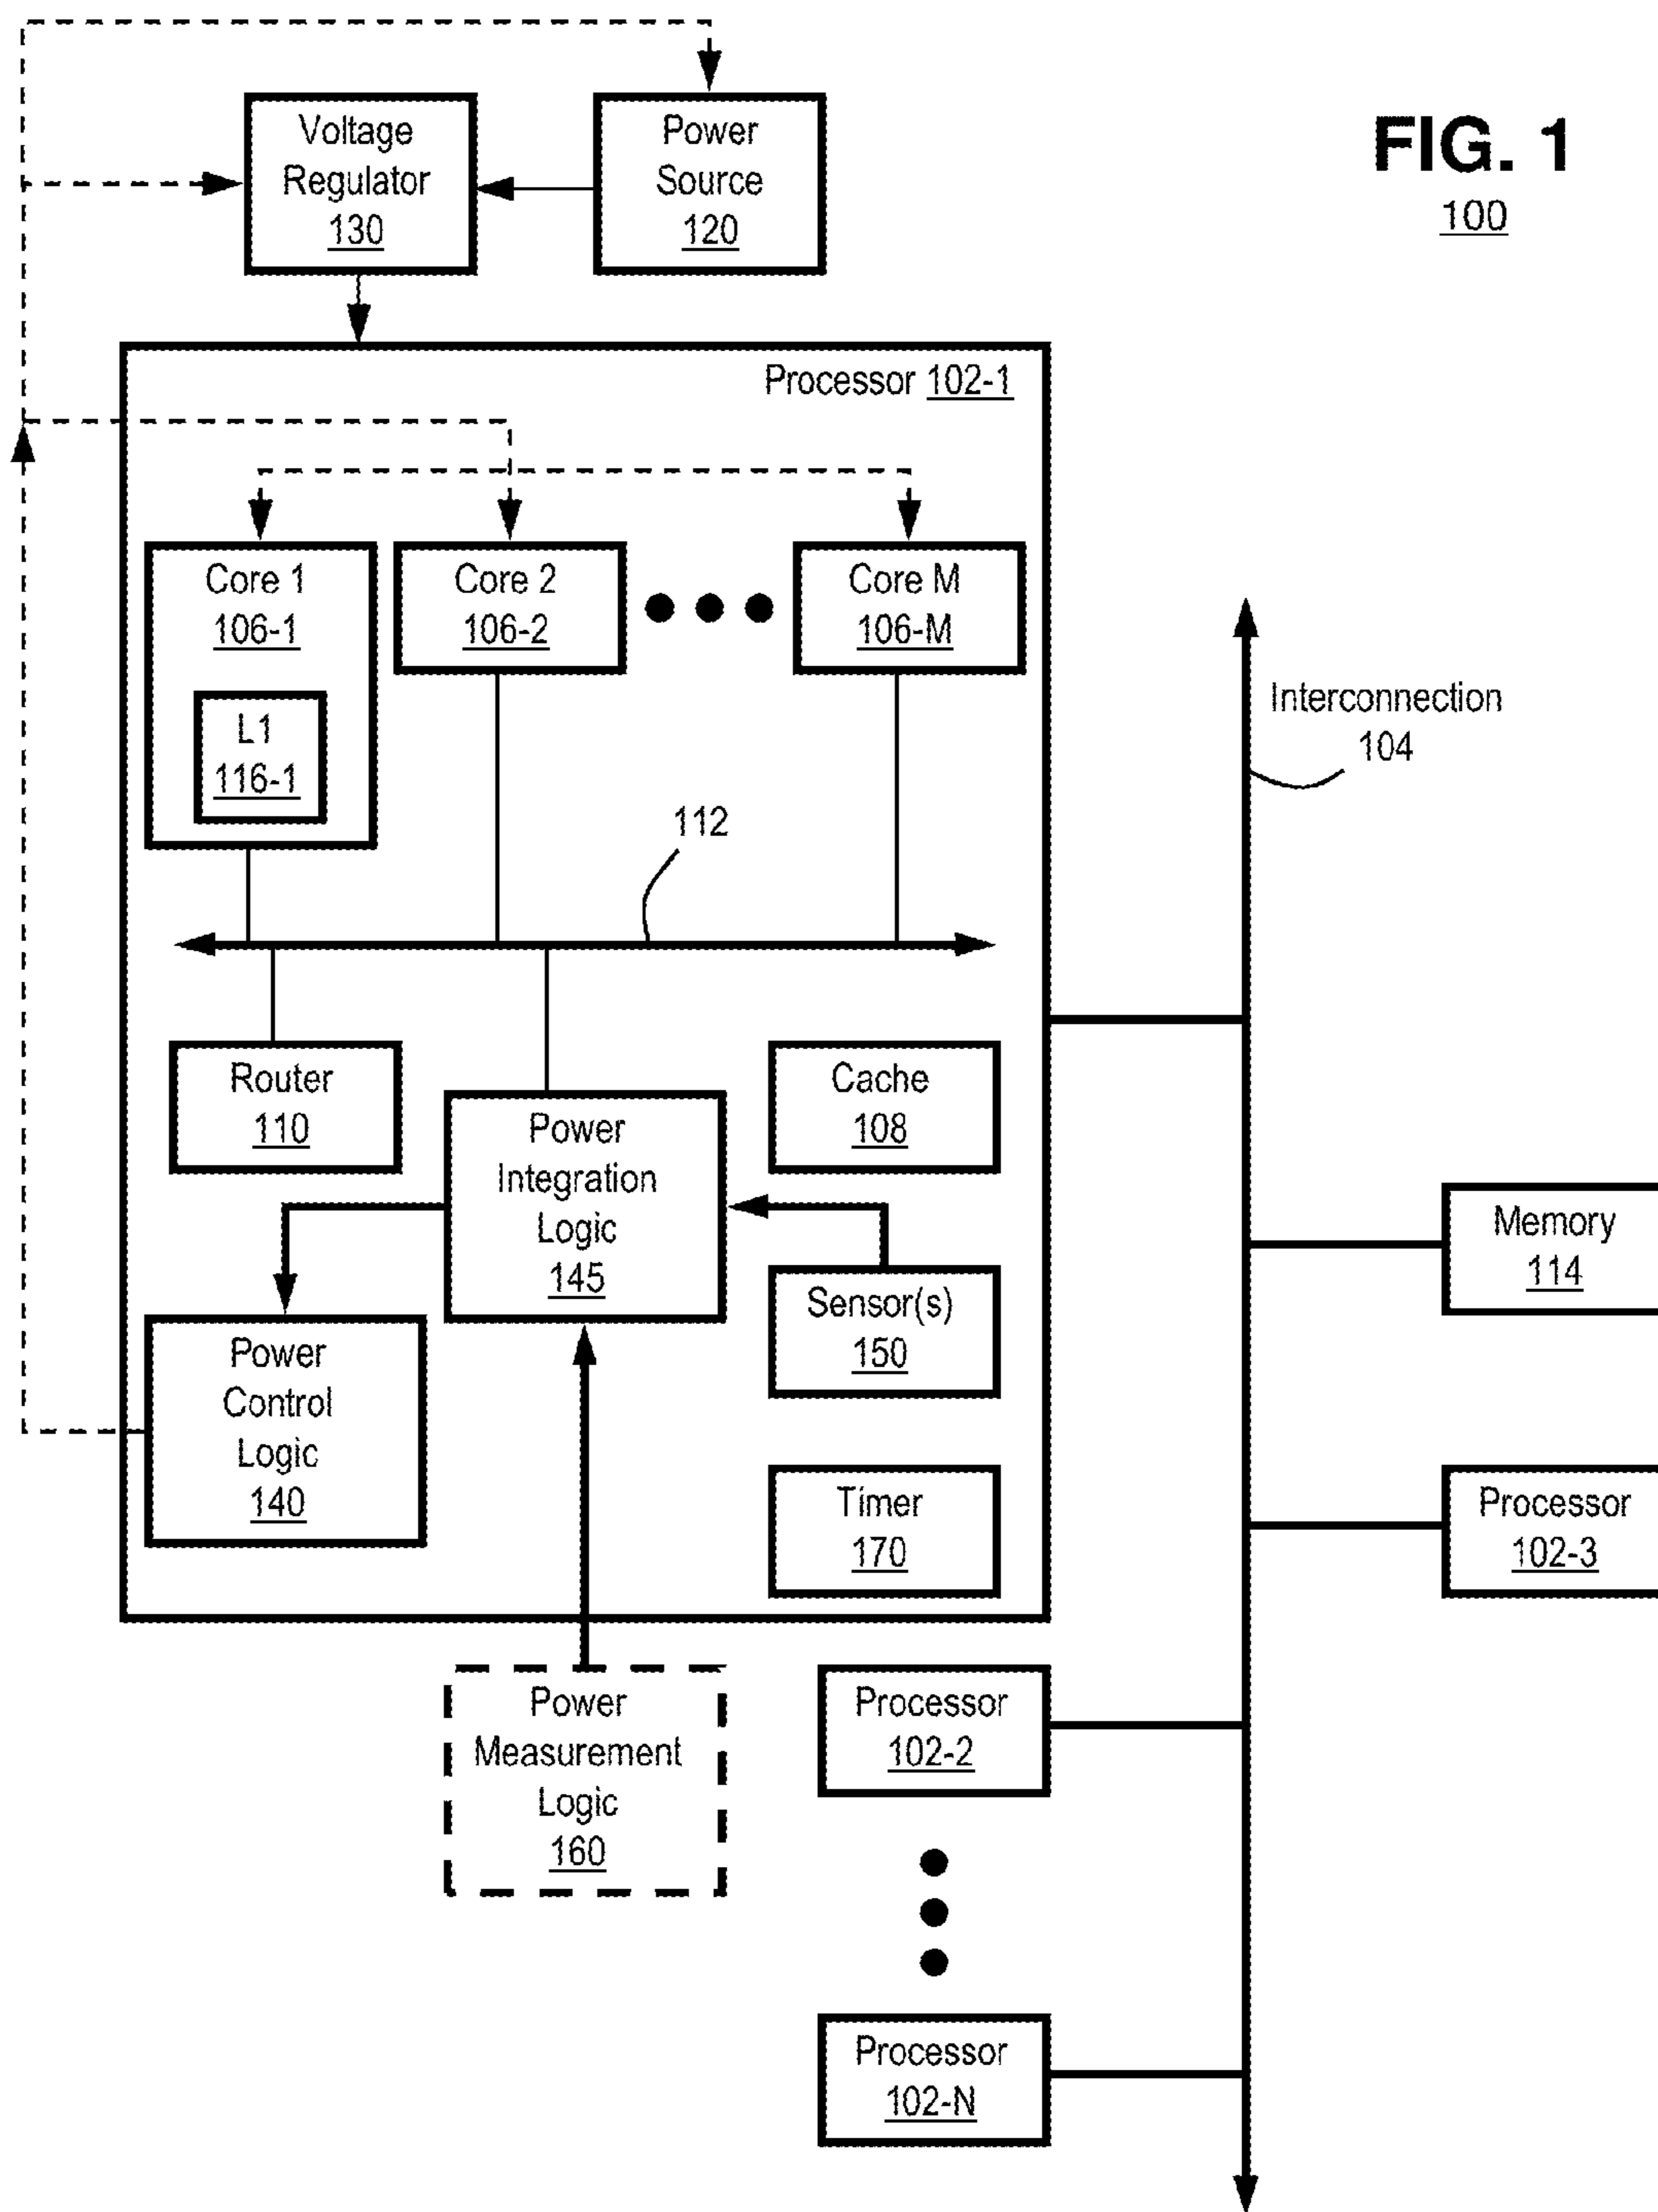 FIG. 1
100
Voltage
Regulator
130
Power
Source
120
Processor 102-1
Core 1
106-1
L1
116-1
Core 2
106-2
Core M
106-M
Interconnection
104
112
Router
110
Power
Integration
Logic
145
Cache
108
Sensor(s)
150
Power
Control
Logic
140
Timer
170
Memory
114
Processor
102-3
Power
Measurement
Logic
160
Processor
102-2
Processor
102-N